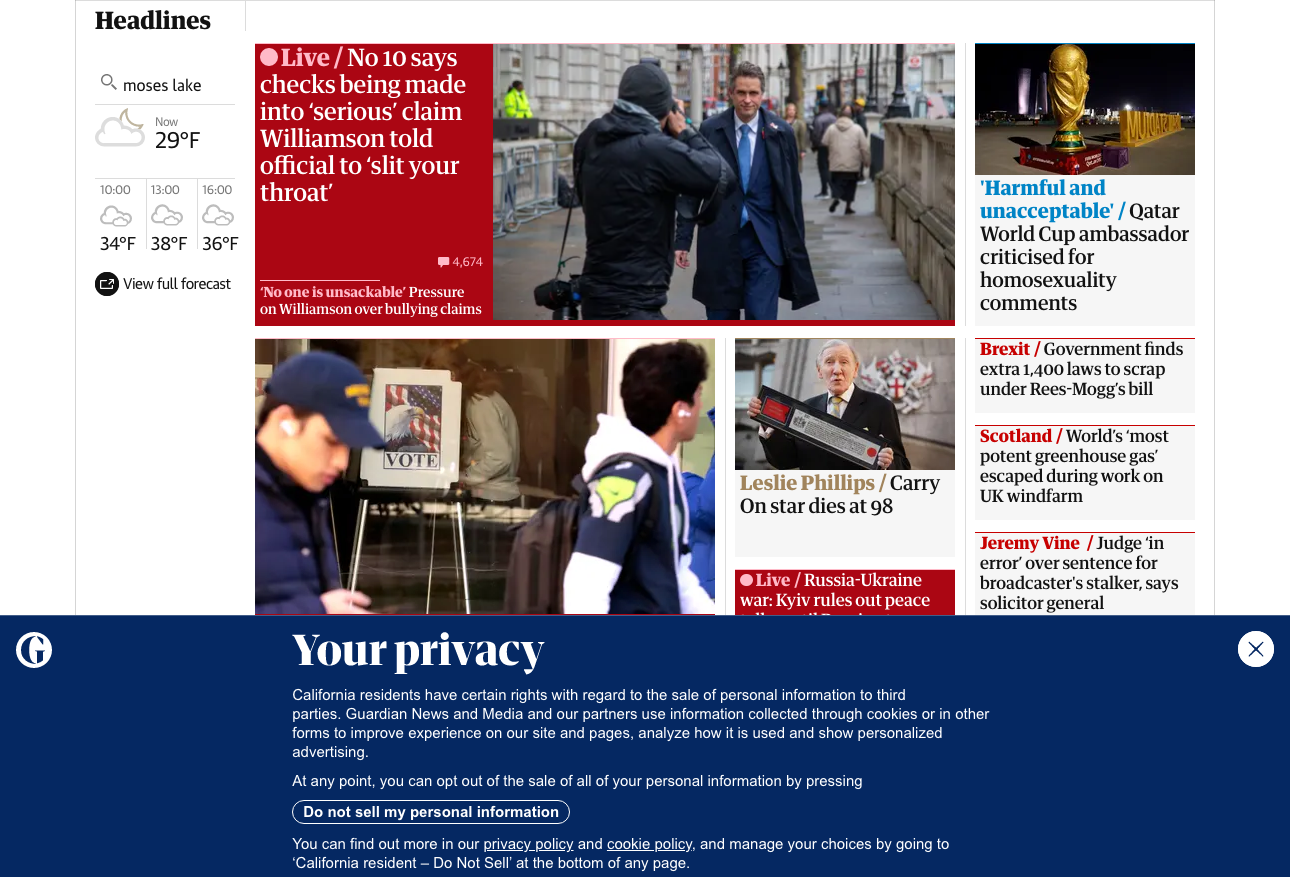 Headlines
moses lake
Now
29°F
10:00
13:00
16:00
34°F
38°F
36°F
View full forecast
Live / No 10 says
checks being made
into ‘serious’ claim
Williamson told
official to ‘slit your
throat’
4,674
‘No one is unsackable’ Pressure
on Williamson over bullying claims
'Harmful and
unacceptable' / Qatar
World Cup ambassador
criticised for
homosexuality
comments
VOTE
Leslie Phillips / Carry
On star dies at 98
Live / Russia-Ukraine
war: Kyiv rules out peace
Brexit / Government finds
extra 1,400 laws to scrap
under Rees-Mogg’s bill
Scotland / World’s ‘most
potent greenhouse gas’
escaped during work on
UK windfarm
Jeremy Vine / Judge ‘in
error’ over sentence for
broadcaster's stalker, says
solicitor general
G
Your privacy
California residents have certain rights with regard to the sale of personal information to third
parties. Guardian News and Media and our partners use information collected through cookies or in other
forms to improve experience on our site and pages, analyze how it is used and show personalized
advertising.
At any point, you can opt out of the sale of all of your personal information by pressing
Do not sell my personal information
You can find out more in our privacy policy and cookie policy, and manage your choices by going to
‘California resident – Do Not Sell’ at the bottom of any page.